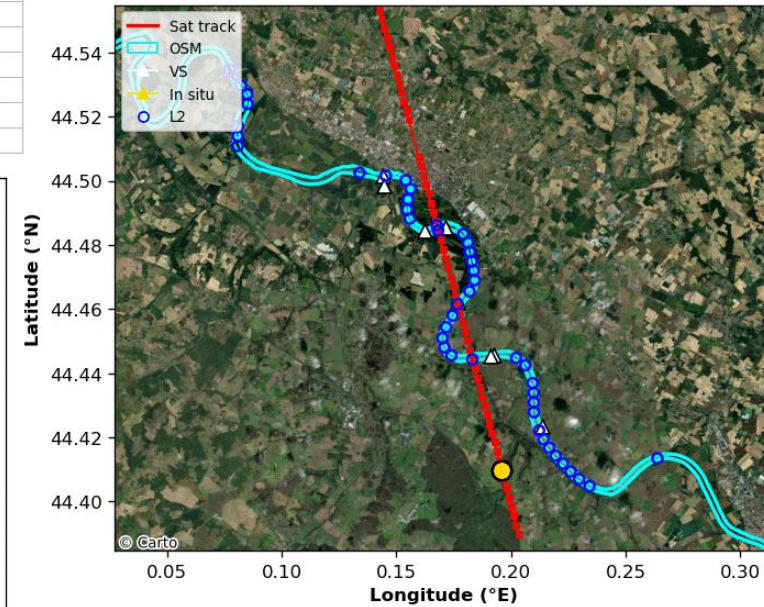 Sat track
OSM
VS
In situ
L2
44.54
44.52
44.50
44.48
44.46
44.44
44.42
44.40
Latitude (°N)
© Carto
0.05
0.10
0.15
0.20
0.25
0.30
Longitude (°E)